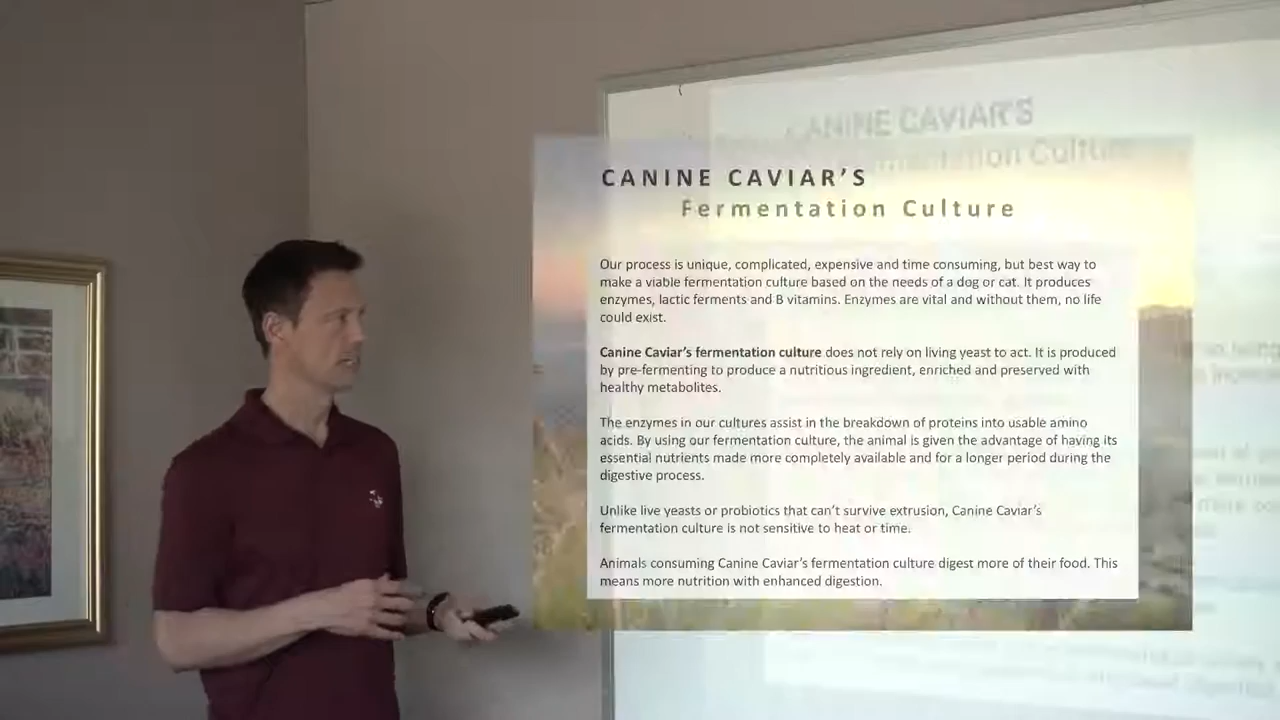 CANINE CAVIAR'S
CANINE CAVIAR'S
Fermentation Culture
Our process is unique, complicated, expensive and time consuming, but best way to
make a viable fermentation culture based on the needs of a dog or cat. It produces
enzymes, lactic ferments and B vitamins. Enzymes are vital and without them, no life
could exist.
Canine Caviar's fermentation culture does not rely on living yeast to act. It is produced
by pre-fermenting to produce a nutritious ingredient, enriched and preserved with
healthy metabolites.
The enzymes in our cultures assist in the breakdown of proteins into usable amino
acids. By using our fermentation culture, the animal is given the advantage of having its
essential nutrients made more completely available and for a longer period during the
digestive process.
Unlike live yeasts or probiotics that can't survive extrusion, Canine Caviar's
fermentation culture is not sensitive to heat or time.
Animals consuming Canine Caviar's fermentation culture digest more of their food. This
means more nutrition with enhanced digestion.